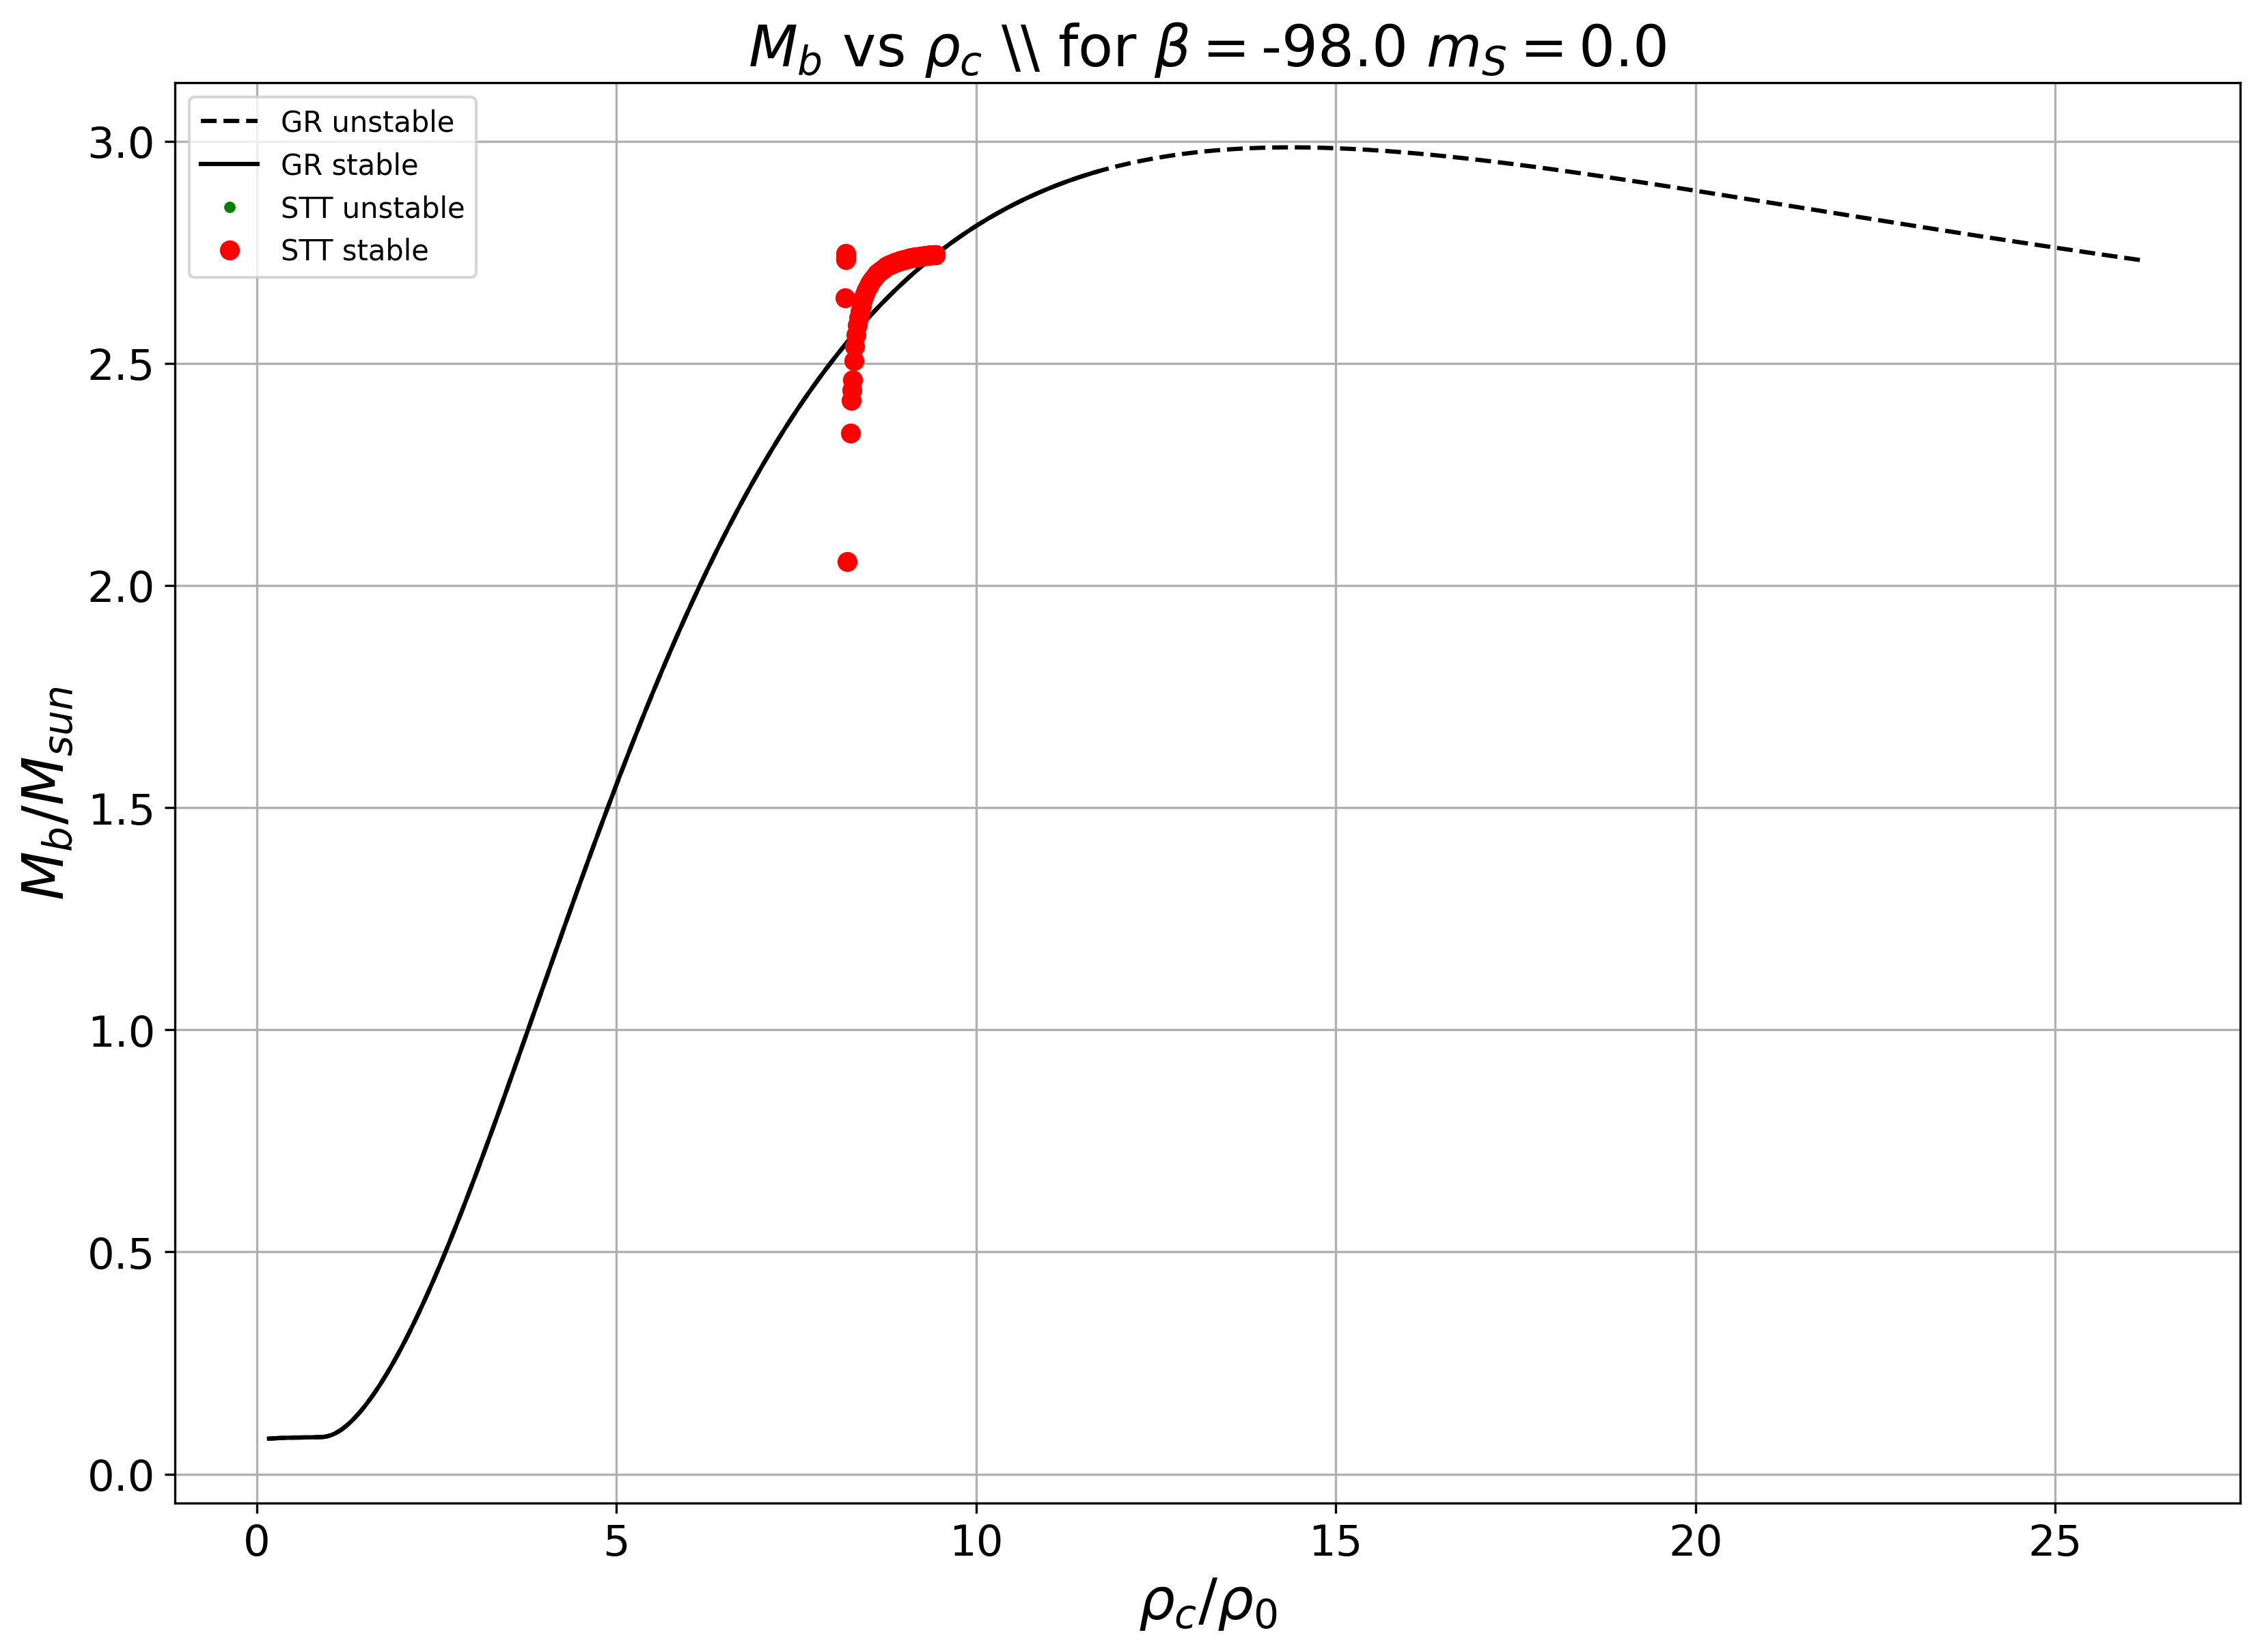 M_b vs ρ_c \\ for β = -98.0 m_S = 0.0
GR unstable
GR stable
STT unstable
STT stable
3.0
2.5
2.0
1.5
1.0
0.5
0.0
M_b/M_sun
0 5 10 15 20 25
ρ_c/ρ_0